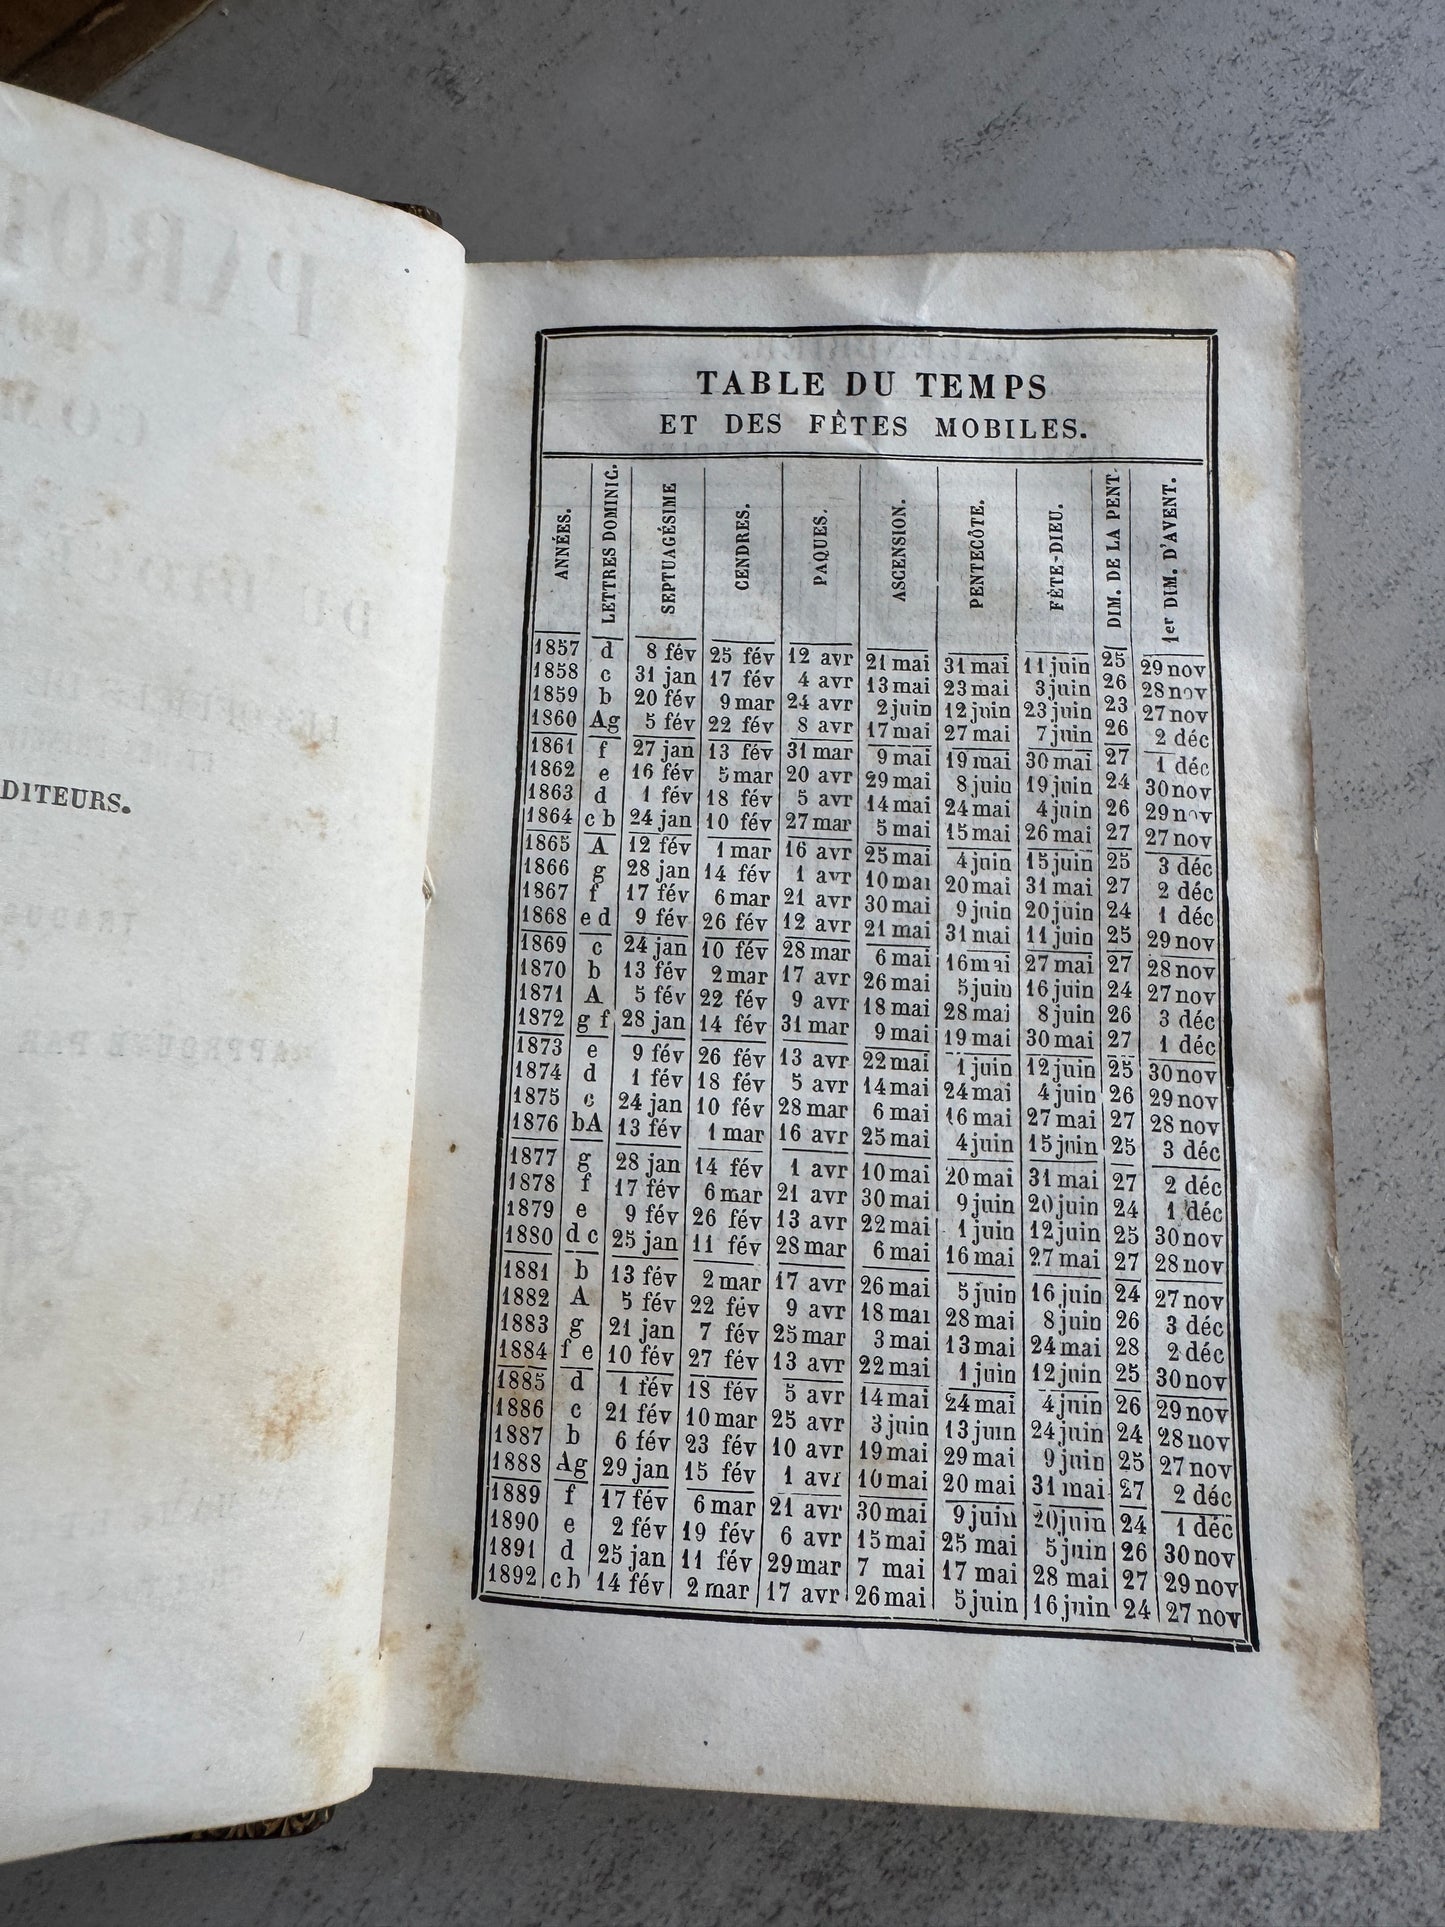 DITEURS.
TABLE DU TEMPS
ET DES FÊTES MOBILES.
ANNÉES. LETTRES DOMINIC. SEPTUAGÉSIME CENDRES. PAQUES. ASCENSION. PENTECÔTE. FÊTE-DIEU. DIM. DE LA PENT. 1er DIM. D'AVENT.
1857 d 8 fév 25 fév 12 avr 21 mai 31 mai 11 juin 25 29 nov
1858 c 31 jan 17 fév 4 avr 13 mai 23 mai 3 juin 26 28 nov
1859 b 20 fév 9 mar 24 avr 2 juin 12 juin 23 juin 23 27 nov
1860 Ag 5 fév 22 fév 8 avr 17 mai 27 mai 7 juin 26 2 déc
1861 f 27 jan 13 fév 31 mar 9 mai 19 mai 30 mai 27 1 déc
1862 e 16 fév 5 mar 20 avr 29 mai 8 juin 19 juin 24 30 nov
1863 d 1 fév 18 fév 5 avr 14 mai 24 mai 4 juin 26 29 nov
1864 c b 24 jan 10 fév 27 mar 5 mai 15 mai 26 mai 27 27 nov
1865 A 12 fév 1 mar 16 avr 25 mai 4 juin 15 juin 25 3 déc
1866 g 28 jan 14 fév 1 avr 10 mai 20 mai 31 mai 27 2 déc
1867 f 17 fév 6 mar 21 avr 30 mai 9 juin 20 juin 24 1 déc
1868 e d 9 fév 26 fév 12 avr 21 mai 31 mai 11 juin 25 29 nov
1869 c 24 jan 10 fév 28 mar 6 mai 16 mai 27 mai 27 28 nov
1870 b 13 fév 2 mar 17 avr 26 mai 5 juin 16 juin 24 27 nov
1871 A 5 fév 22 fév 9 avr 18 mai 28 mai 8 juin 26 3 déc
1872 g f 28 jan 14 fév 31 mar 9 mai 19 mai 30 mai 27 1 déc
1873 e 9 fév 26 fév 13 avr 22 mai 1 juin 12 juin 25 30 nov
1874 d 1 fév 18 fév 5 avr 14 mai 24 mai 4 juin 26 29 nov
1875 c 24 jan 10 fév 28 mar 6 mai 16 mai 27 mai 27 28 nov
1876 bA 13 fév 1 mar 16 avr 25 mai 4 juin 15 juin 25 3 déc
1877 g 28 jan 14 fév 1 avr 10 mai 20 mai 31 mai 27 2 déc
1878 f 17 fév 6 mar 21 avr 30 mai 9 juin 20 juin 24 1 déc
1879 e 9 fév 26 fév 13 avr 22 mai 1 juin 12 juin 25 30 nov
1880 d c 25 jan 11 fév 28 mar 6 mai 16 mai 27 mai 27 28 nov
1881 b 13 fév 2 mar 17 avr 26 mai 5 juin 16 juin 24 27 nov
1882 A 5 fév 22 fév 9 avr 18 mai 28 mai 8 juin 26 3 déc
1883 g 21 jan 7 fév 25 mar 3 mai 13 mai 24 mai 28 2 déc
1884 f e 10 fév 27 fév 13 avr 22 mai 1 juin 12 juin 25 30 nov
1885 d 1 fév 18 fév 5 avr 14 mai 24 mai 4 juin 26 29 nov
1886 c 21 fév 10 mar 25 avr 3 juin 13 juin 24 juin 24 28 nov
1887 b 6 fév 23 fév 10 avr 19 mai 29 mai 9 juin 25 27 nov
1888 Ag 29 jan 15 fév 1 avr 10 mai 20 mai 31 mai 27 2 déc
1889 f 17 fév 6 mar 21 avr 30 mai 9 juin 20 juin 24 1 déc
1890 e 2 fév 19 fév 6 avr 15 mai 25 mai 5 juin 26 30 nov
1891 d 25 jan 11 fév 29 mar 7 mai 17 mai 28 mai 27 29 nov
1892 c b 14 fév 2 mar 17 avr 26 mai 5 juin 16 juin 24 27 nov